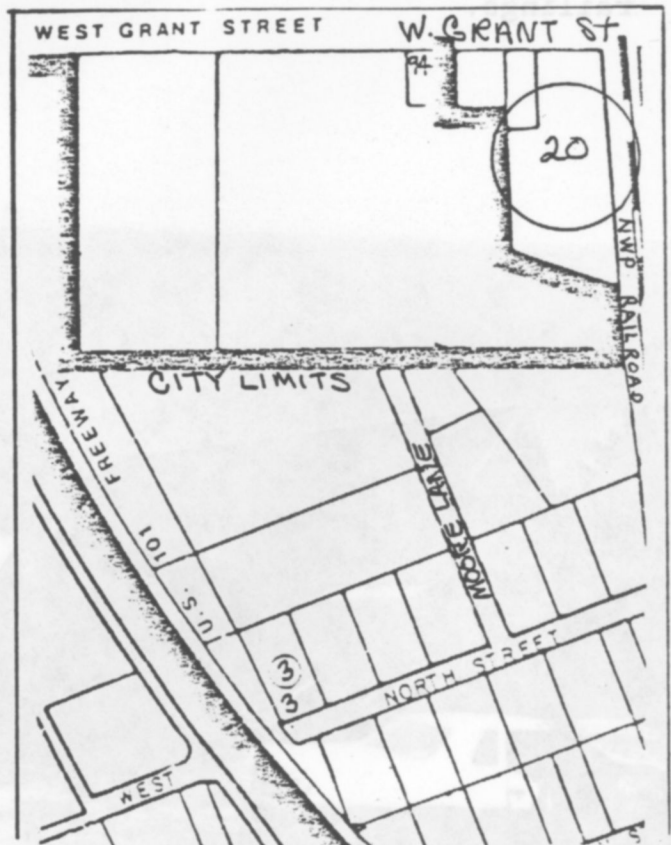 WEST GRANT STREET
W. GRANT St
94
20
NWP RAILROAD
CITY LIMITS
U.S. 101 FREEWAY
MOORE LANE
3
3
NORTH STREET
WEST